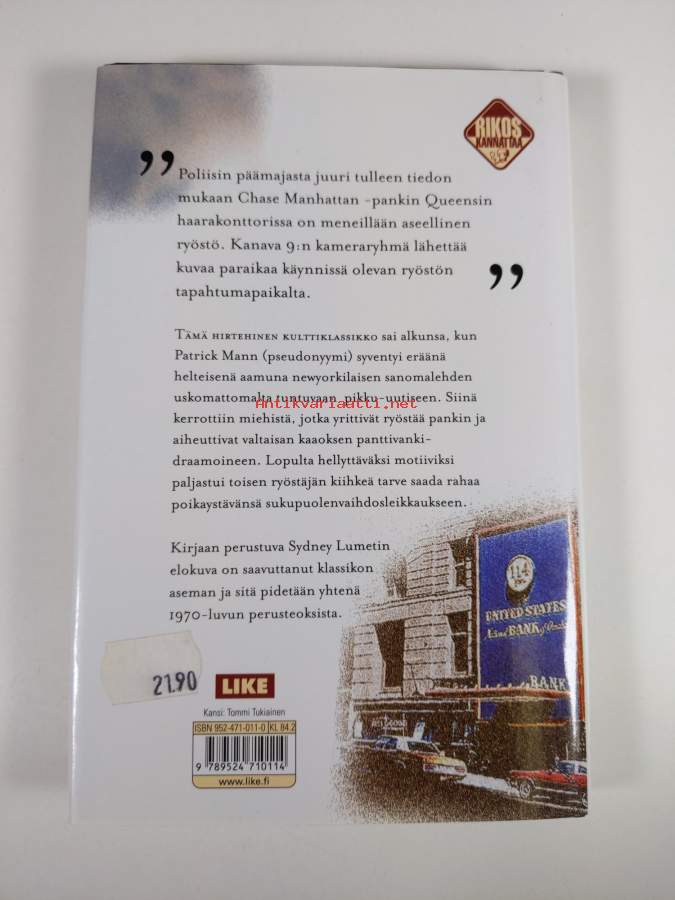 RIKOS
KANNATTAA
”
Poliisin päämajasta juuri tulleen tiedon
mukaan Chase Manhattan -pankin Queensin
haarakonttorissa on meneillään aseellinen
ryöstö. Kanava 9:n kameraryhmä lähettää
kuvaa paraikaa käynnissä olevan ryöstön
tapahtumapaikalta.
”
Tämä hirtehinen kulttiklassikko sai alkunsa, kun
Patrick Mann (pseudonyymi) syventyi eräänä
helteisenä aamuna newyorkilaisen sanomalehden
uskomattomalta tuntuvaan pikku-uutiseen. Siinä
Antikvariaatti.net
kerrottiin miehistä, jotka yrittivät ryöstää pankin ja
aiheuttivat valtaisan kaaoksen panttivanki-
draamoineen. Lopulta hellyttäväksi motiiviksi
paljastui toisen ryöstäjän kiihkeä tarve saada rahaa
poikaystävänsä sukupuolenvaihdosleikkaukseen.
Kirjaan perustuva Sydney Lumetin
elokuva on saavuttanut klassikon
aseman ja sitä pidetään yhtenä
1970-luvun perusteoksista.
114
UNITED STATES
BANK of
BANK
21.90
LIKE
Kansi: Tommi Tukiainen
ISBN 952-471-011-0 KL 84.2
9 789524 710114
www.like.fi